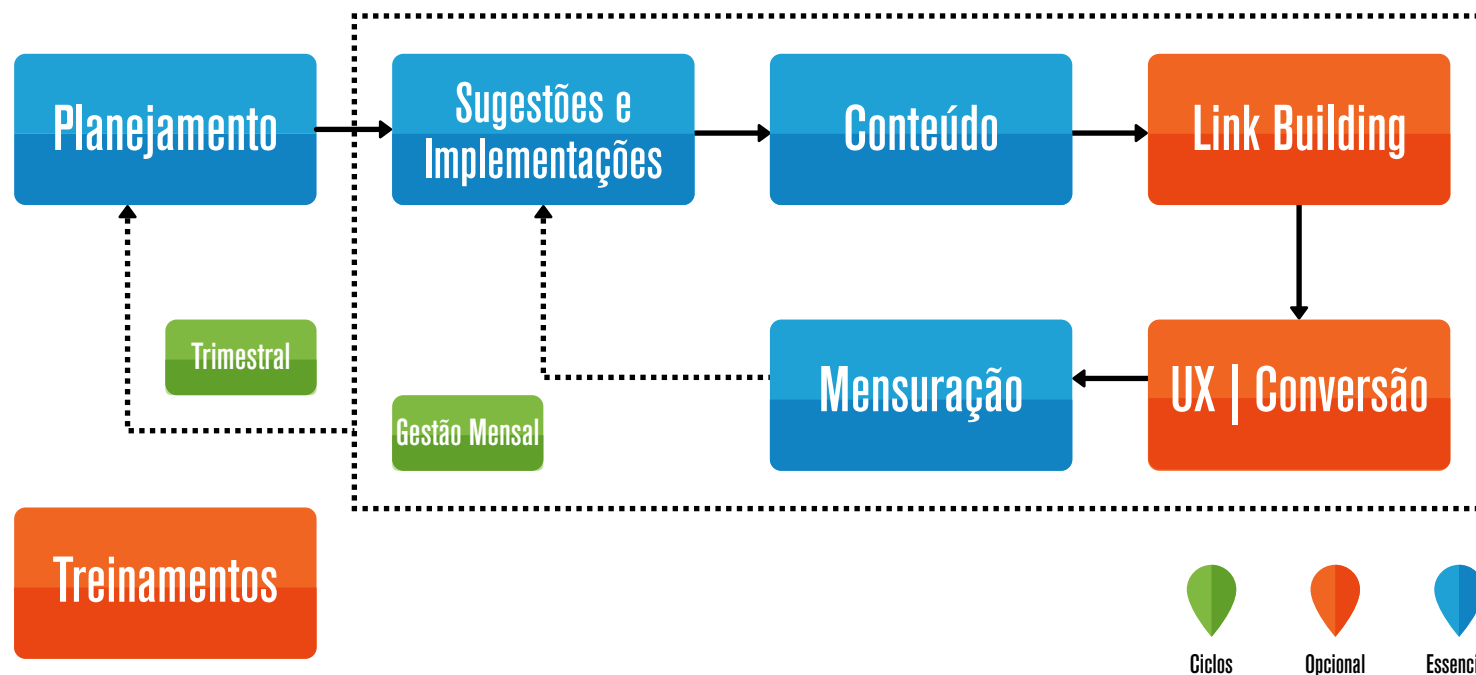 Planejamento
Sugestões e
Implementações
Conteúdo
Link Building
Trimestral
Gestão Mensal
Mensuração
UX | Conversão
Treinamentos
Ciclos
Opcional